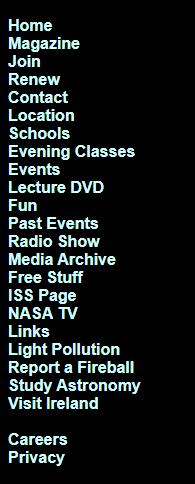 Home
Magazine
Join
Renew
Contact
Location
Schools
Evening Classes
Events
Lecture DVD
Fun
Past Events
Radio Show
Media Archive
Free Stuff
ISS Page
NASA TV
Links
Light Pollution
Report a Fireball
Study Astronomy
Visit Ireland
Careers
Privacy